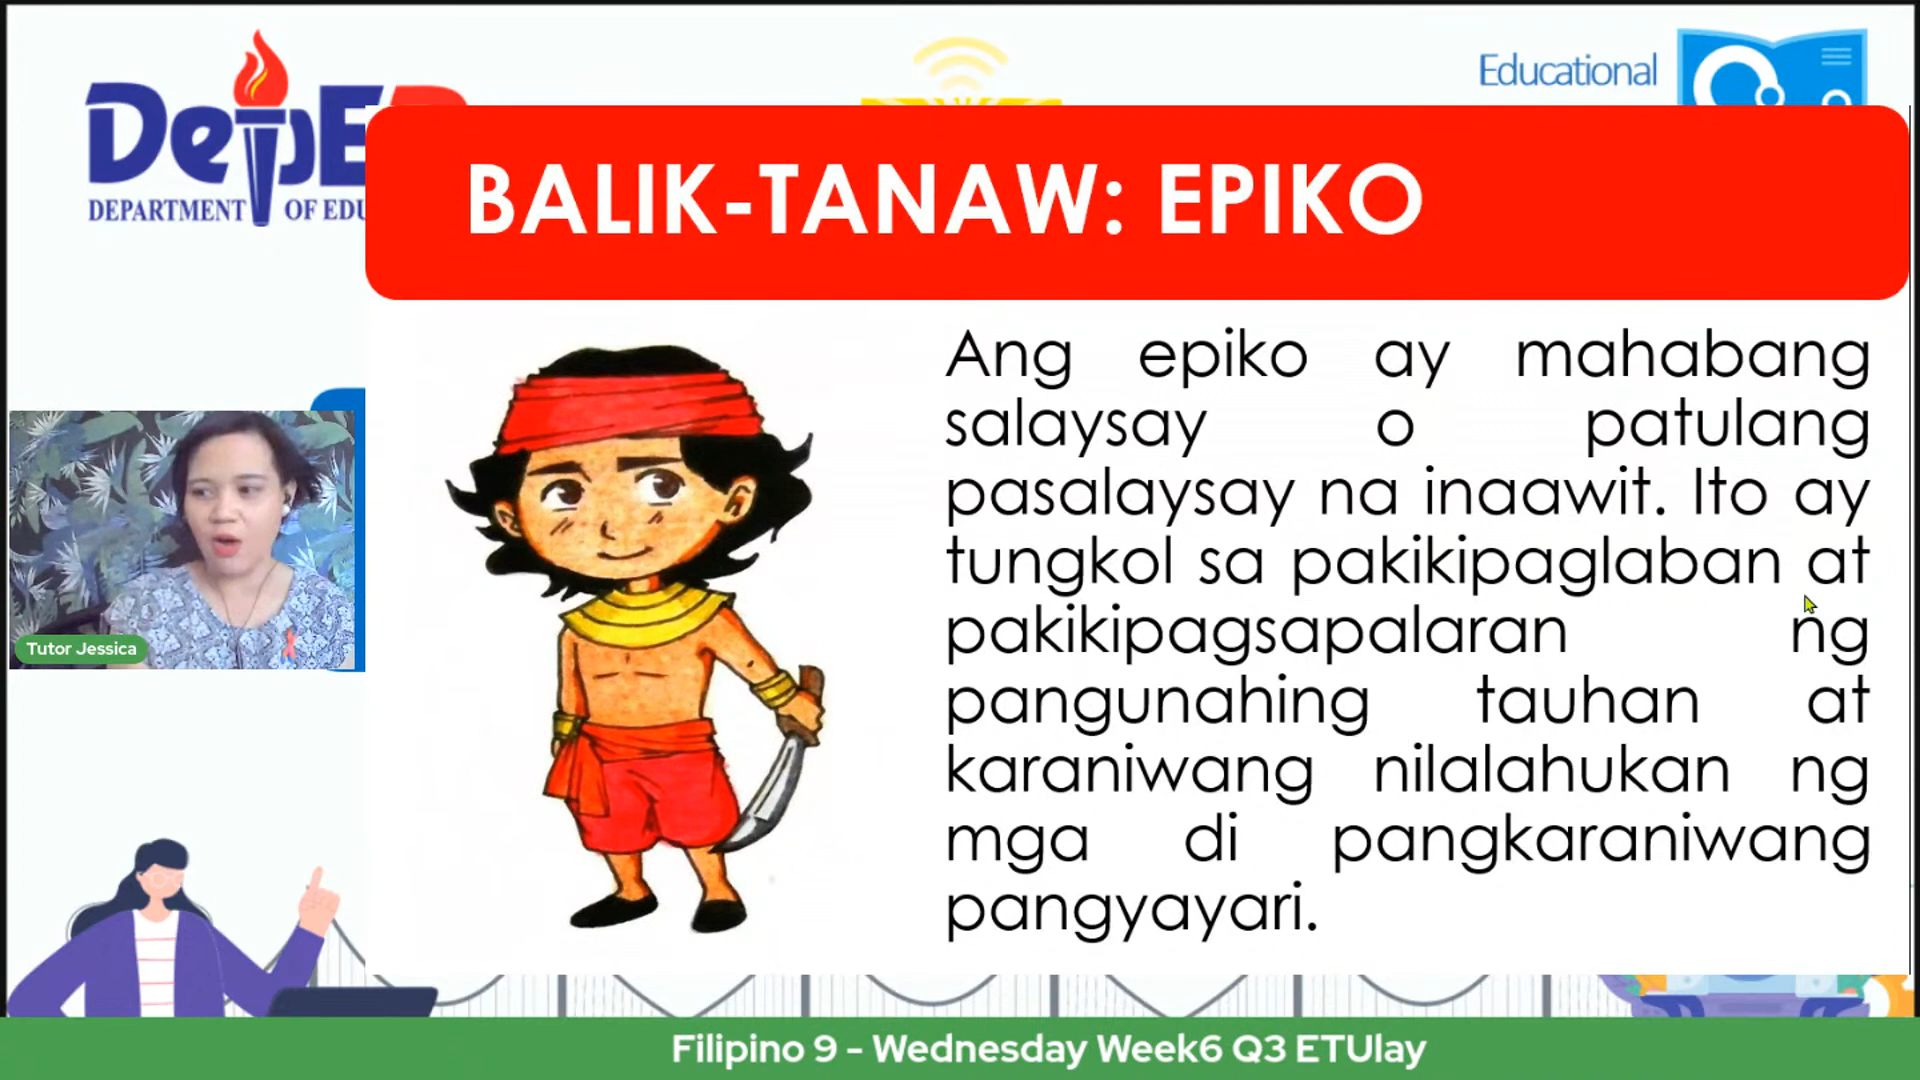 DepE
DEPARTMENT OF EDU
Educational
BALIK-TANAW: EPIKO
Ang epiko ay mahabang
salaysay o patulang
pasalaysay na inaawit. Ito ay
tungkol sa pakikipaglaban at
pakikipagsapalaran ng
pangunahing tauhan at
karaniwang nilalahukan ng
mga di pangkaraniwang
pangyayari.
Tutor Jessica
Filipino 9 - Wednesday Week6 Q3 ETUlay